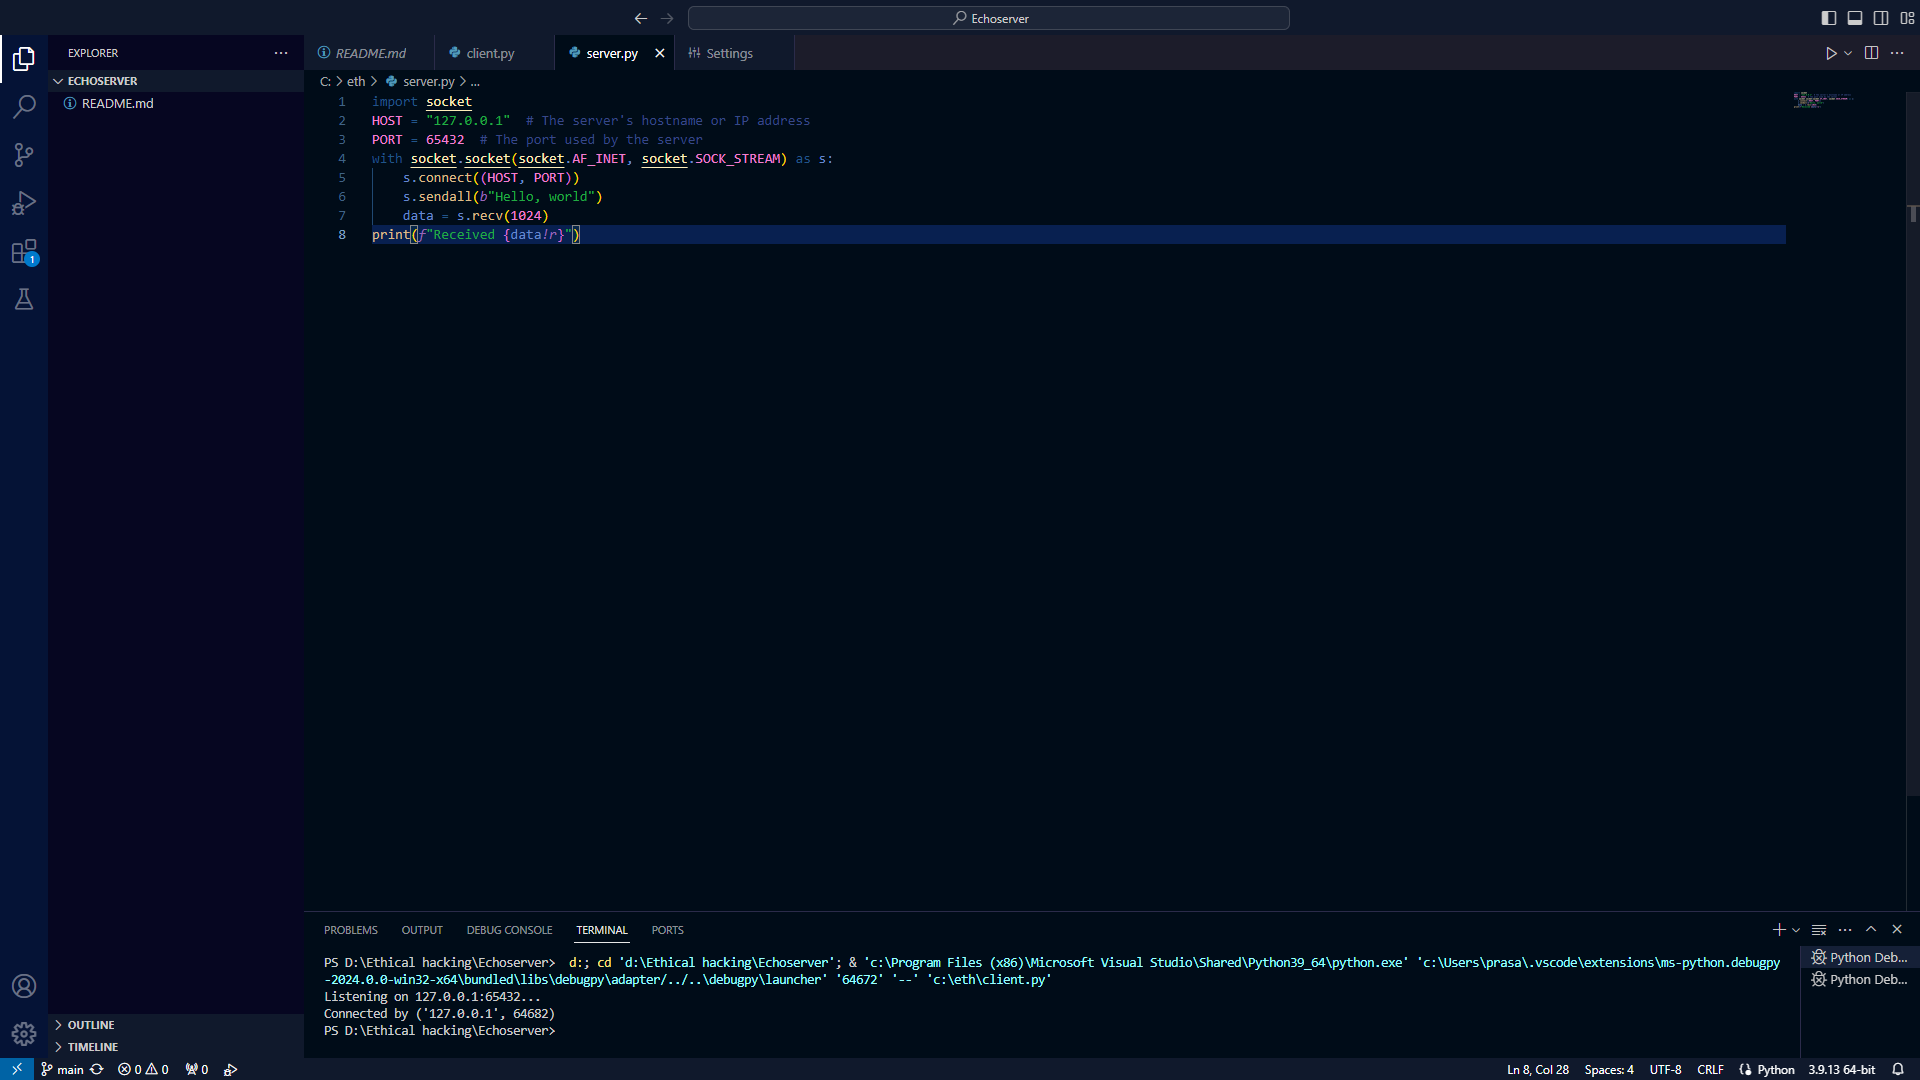 Echoserver
EXPLORER
README.md
client.py
server.py
Settings
ECHOSERVER
README.md
C: > eth > server.py > ...
1 import socket
2 HOST = "127.0.0.1"  # The server's hostname or IP address
3 PORT = 65432  # The port used by the server
4 with socket.socket(socket.AF_INET, socket.SOCK_STREAM) as s:
5     s.connect((HOST, PORT))
6     s.sendall(b"Hello, world")
7     data = s.recv(1024)
8 print(f"Received {data!r}")
1
PROBLEMS OUTPUT DEBUG CONSOLE TERMINAL PORTS
PS D:\Ethical hacking\Echoserver>  d:; cd 'd:\Ethical hacking\Echoserver'; & 'c:\Program Files (x86)\Microsoft Visual Studio\Shared\Python39_64\python.exe' 'c:\Users\prasa\.vscode\extensions\ms-python.debugpy
-2024.0.0-win32-x64\bundled\libs\debugpy\adapter/../..\debugpy\launcher' '64672' '--' 'c:\eth\client.py'
Listening on 127.0.0.1:65432...
Connected by ('127.0.0.1', 64682)
PS D:\Ethical hacking\Echoserver>
Python Deb...
Python Deb...
OUTLINE
TIMELINE
main 0 0 0
Ln 8, Col 28 Spaces: 4 UTF-8 CRLF Python 3.9.13 64-bit